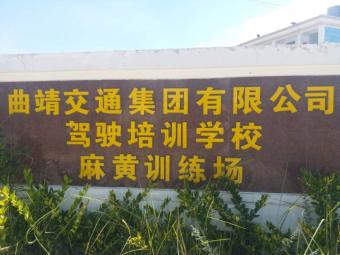 曲靖交通集团有限公司
驾驶培训学校
麻黄训练场